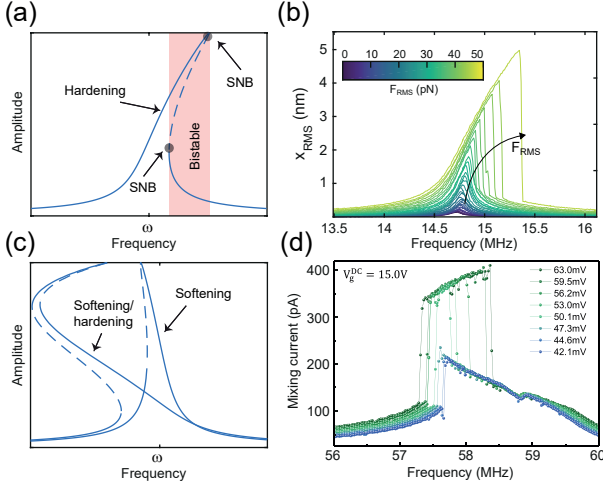 (a)
Amplitude
Hardening
SNB
SNB
Bistable
ω
Frequency
(b)
x_RMS (nm)
5
4
3
2
1
0
0 10 20 30 40 50
F_RMS (pN)
F_RMS
13.5 14 14.5 15 15.5 16
Frequency (MHz)
(c)
Amplitude
Softening/
hardening
Softening
ω
Frequency
(d)
Mixing current (pA)
400
300
200
100
V_g^DC = 15.0V
63.0mV
59.5mV
56.2mV
53.0mV
50.1mV
47.3mV
44.6mV
42.1mV
56 57 58 59 60
Frequency (MHz)